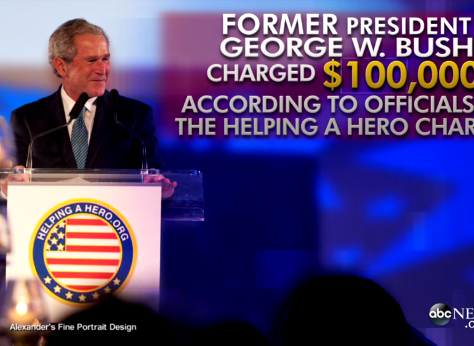 FORMER PRESIDENT
GEORGE W. BUSH
CHARGED $100,000
ACCORDING TO OFFICIALS
THE HELPING A HERO CHAR
HELPING A HERO.ORG
Alexander's Fine Portrait Design
abc NE
.c